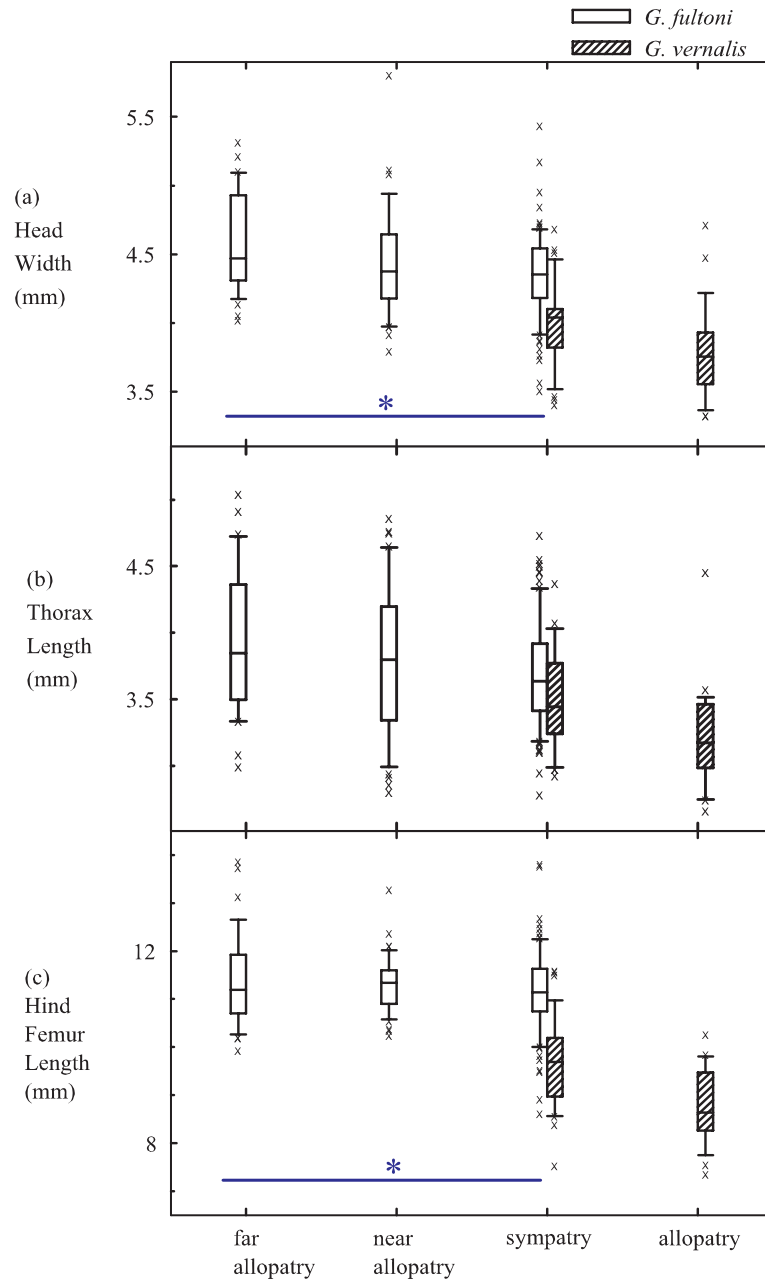 G. fultoni
G. vernalis
(a)
Head
Width
(mm)
5.5
4.5
3.5
*
(b)
Thorax
Length
(mm)
4.5
3.5
(c)
Hind
Femur
Length
(mm)
12
8
*
far
allopatry
near
allopatry
sympatry
allopatry